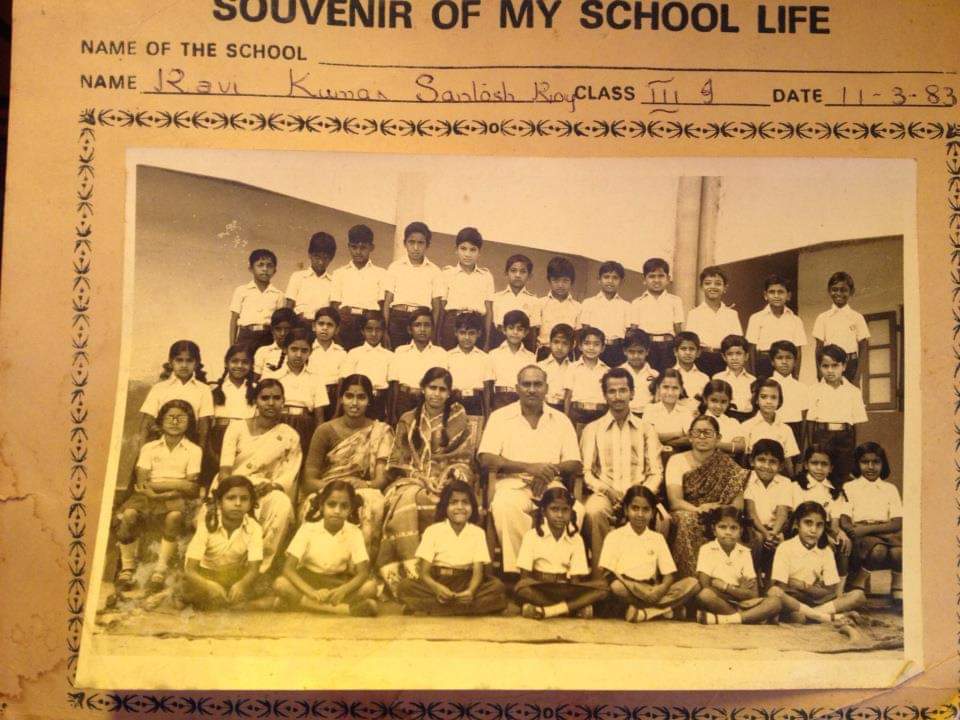 SOUVENIR OF MY SCHOOL LIFE
NAME OF THE SCHOOL
NAME Ravi Kumar Santosh Roy CLASS III DATE 11-3-83